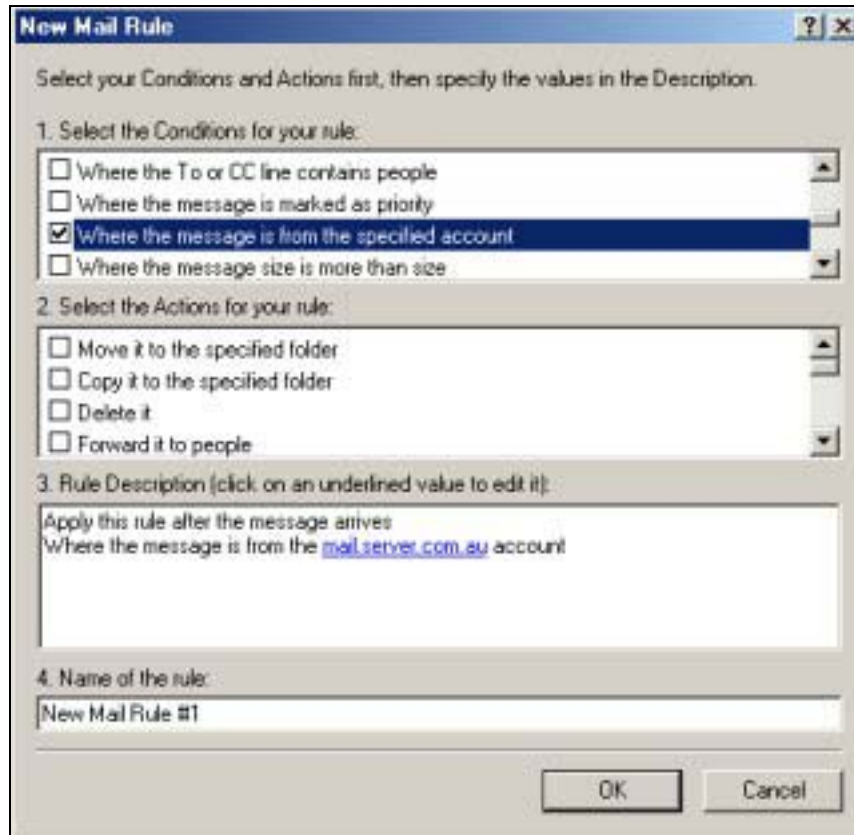 New Mail Rule
Select your Conditions and Actions first, then specify the values in the Description.
1. Select the Conditions for your rule:
Where the To or CC line contains people
Where the message is marked as priority
Where the message is from the specified account
Where the message size is more than size
2. Select the Actions for your rule:
Move it to the specified folder
Copy it to the specified folder
Delete it
Forward it to people
3. Rule Description (click on an underlined value to edit it):
Apply this rule after the message arrives
Where the message is from the mail.server.com.au account
4. Name of the rule:
New Mail Rule #1
OK Cancel